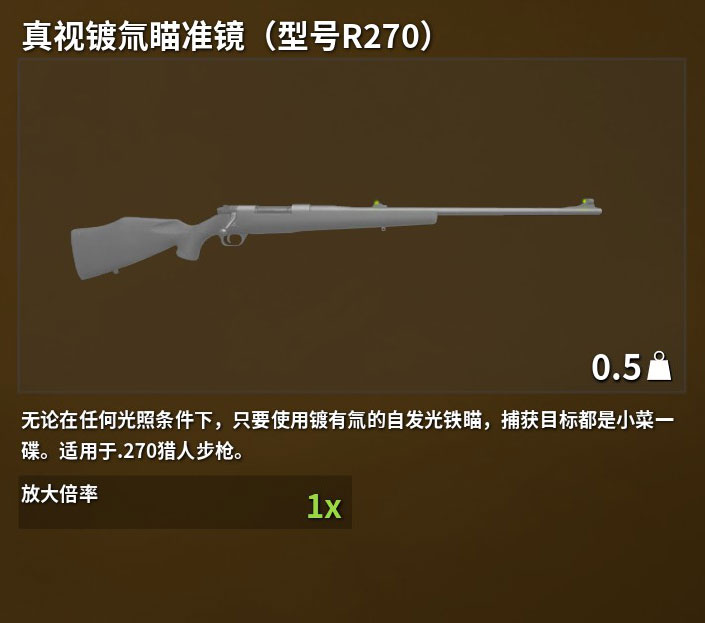 真视镀氚瞄准镜（型号R270）
0.5
无论在任何光照条件下，只要使用镀有氚的自发光铁瞄，捕获目标都是小菜一
碟。适用于.270猎人步枪。
放大倍率
1x